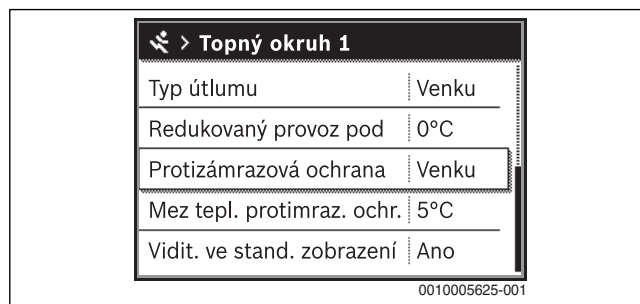 > Topný okruh 1
Typ útlumu Venku
Redukovaný provoz pod 0°C
Protizámrazová ochrana Venku
Mez tepl. protimraz. ochr. 5°C
Vidit. ve stand. zobrazení Ano
0010005625-001